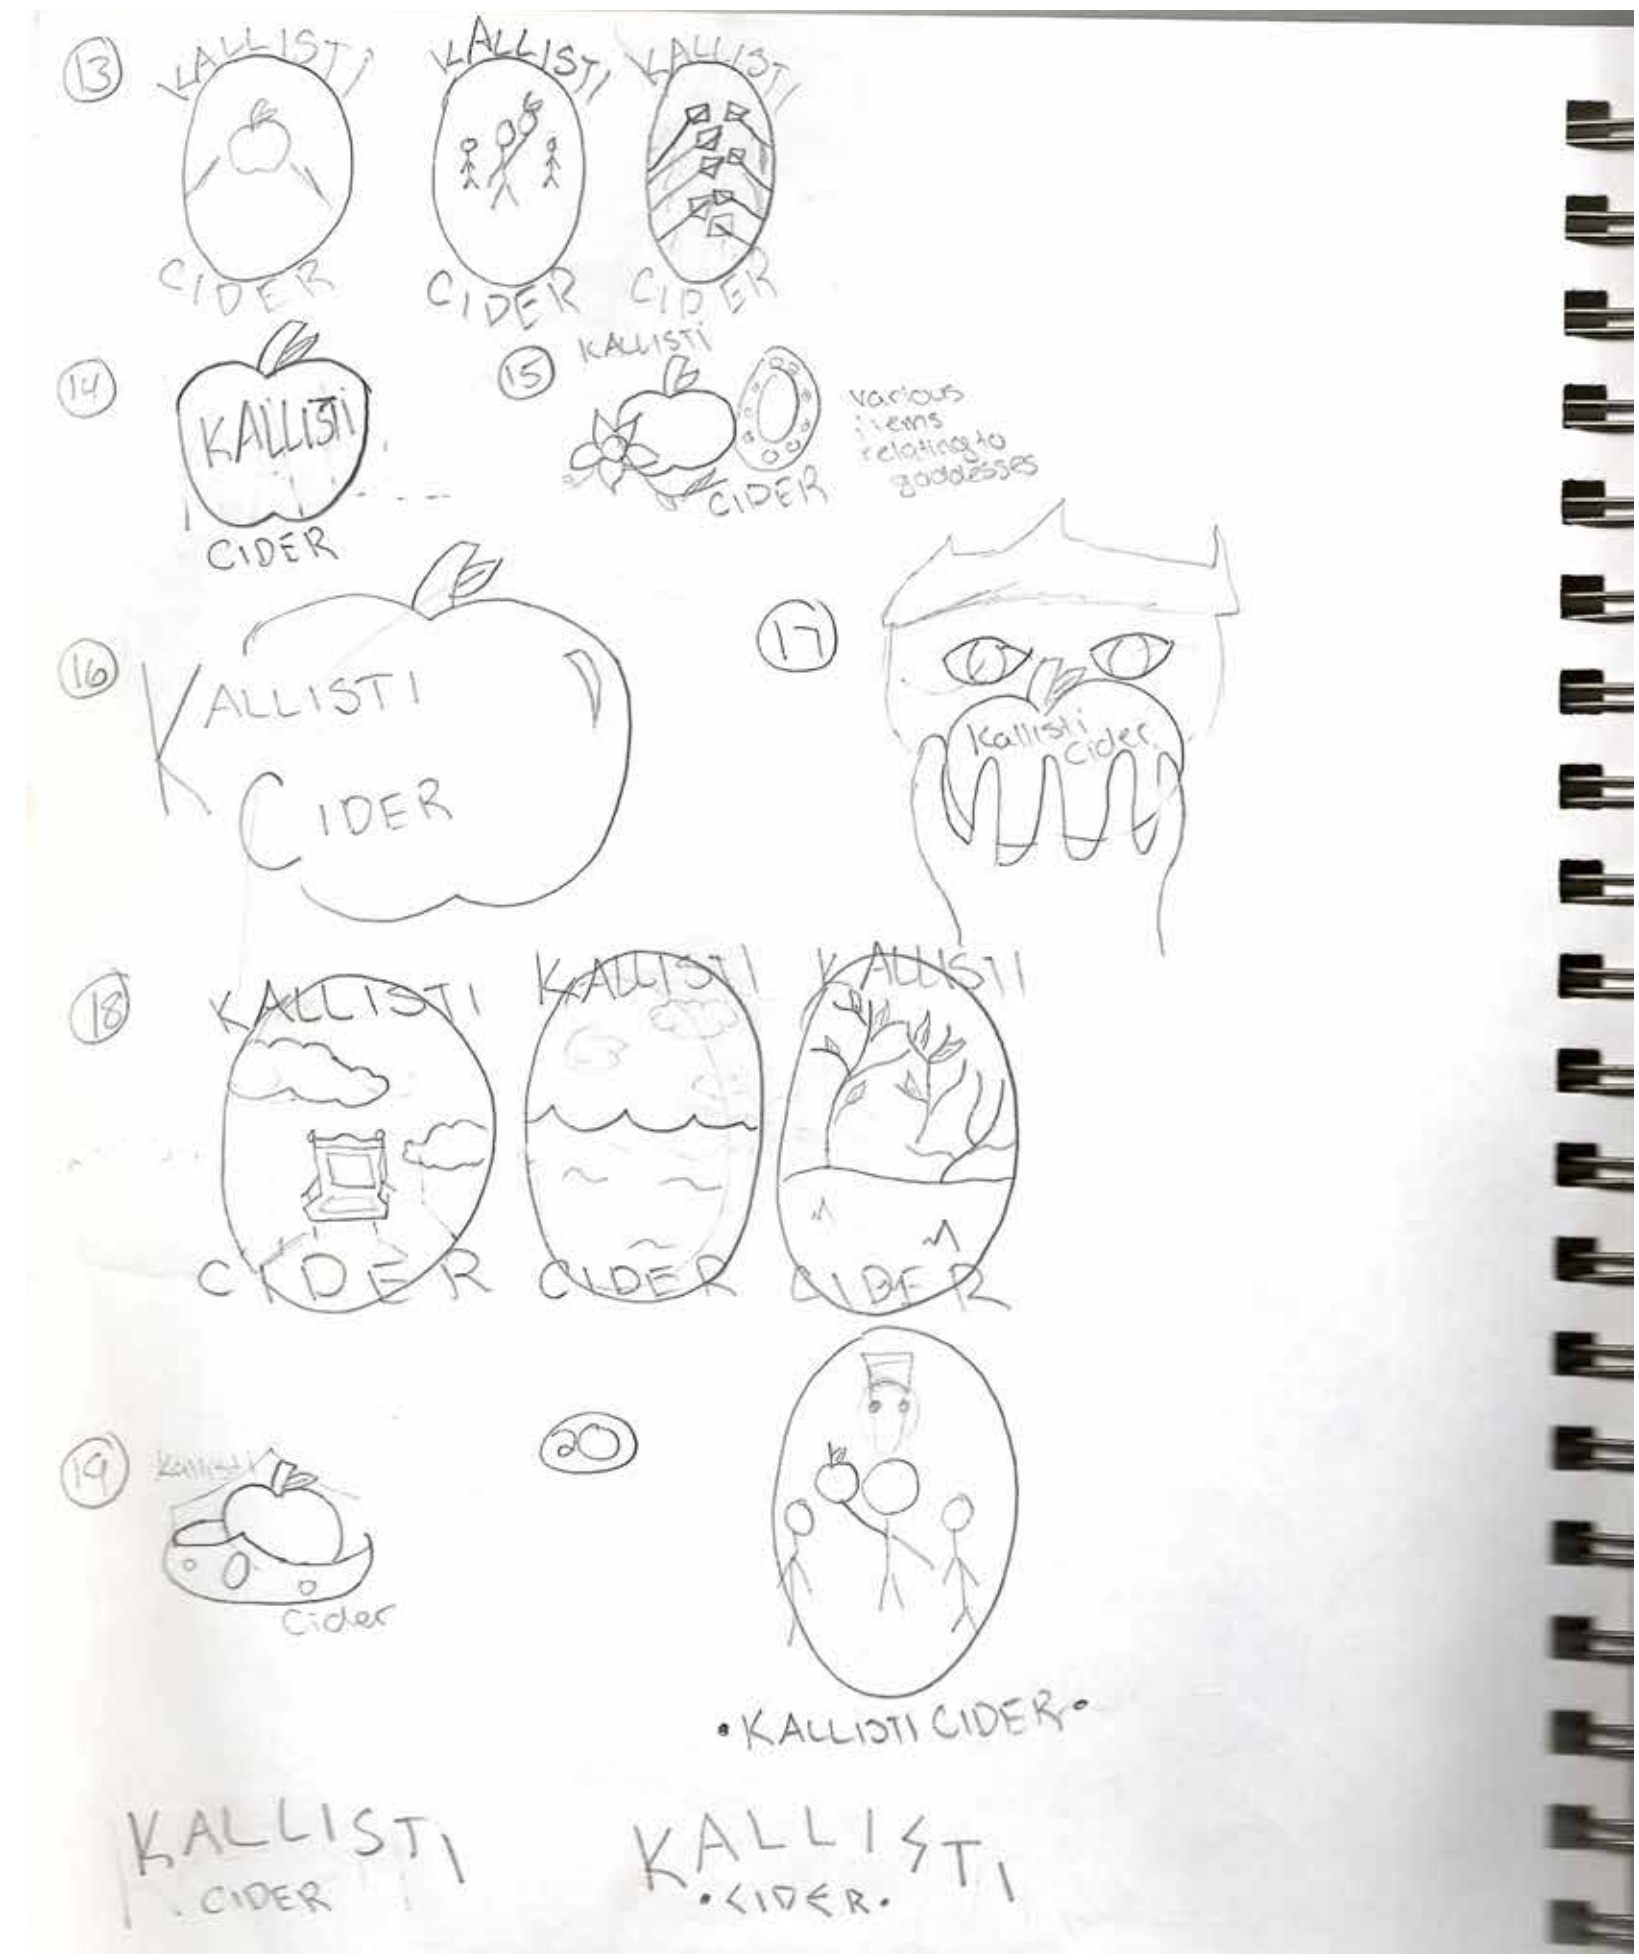 13
KALLISTI
KALLISTI
KALLISTI
CIDER
CIDER
CIDER
14
KALLISTI
CIDER
15
KALLISTI
CIDER
various
items
relating to
goddesses
16
KALLISTI
CIDER
17
Kallisti
Cider
18
KALLISTI
KALLISTI
KALLISTI
CIDER
CIDER
CIDER
19
Kallisti
Cider
20
• KALLISTI CIDER •
KALLISTI
CIDER
KALLISTI
• CIDER •